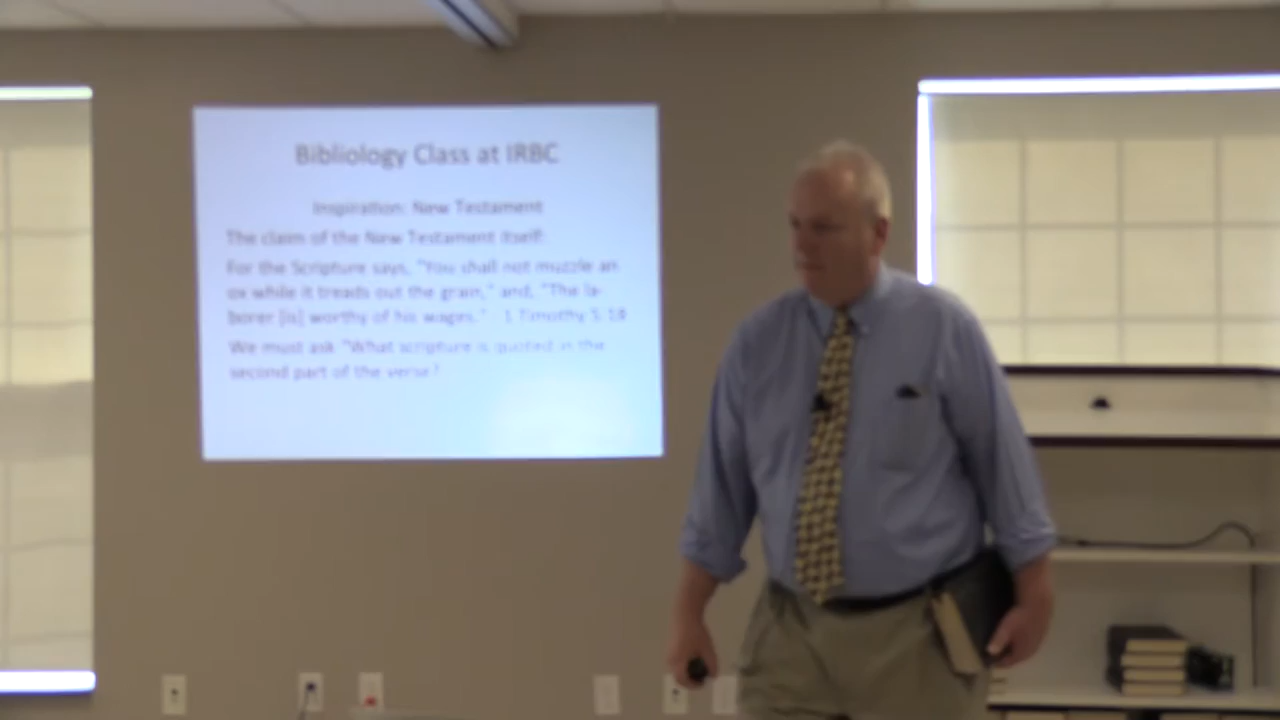 Bibliology Class at IRBC
Inspiration: New Testament
The claim of the New Testament itself:
For the Scripture says, "You shall not muzzle an
ox while it treads out the grain," and, "The la-
borer [is] worthy of his wages." 1 Timothy 5:18
We must ask "What scripture is quoted in the
second part of the verse?